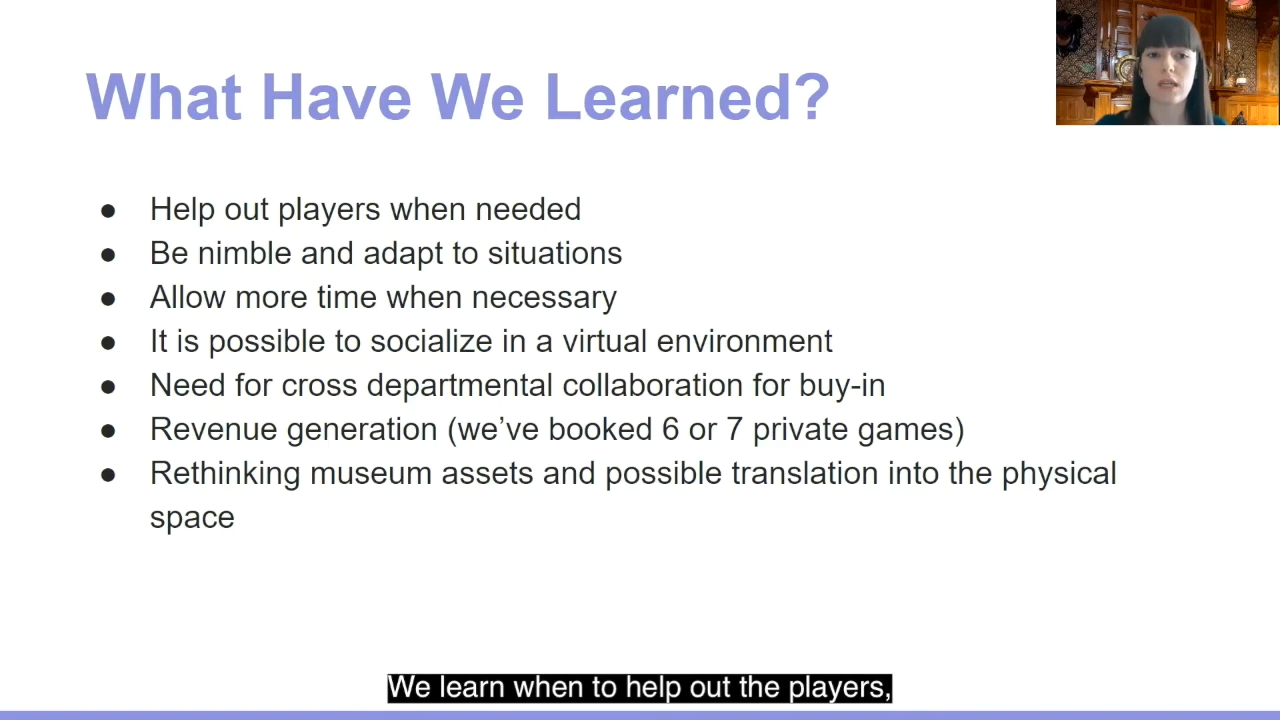 What Have We Learned?
● Help out players when needed
● Be nimble and adapt to situations
● Allow more time when necessary
● It is possible to socialize in a virtual environment
● Need for cross departmental collaboration for buy-in
● Revenue generation (we’ve booked 6 or 7 private games)
● Rethinking museum assets and possible translation into the physical
space
We learn when to help out the players,